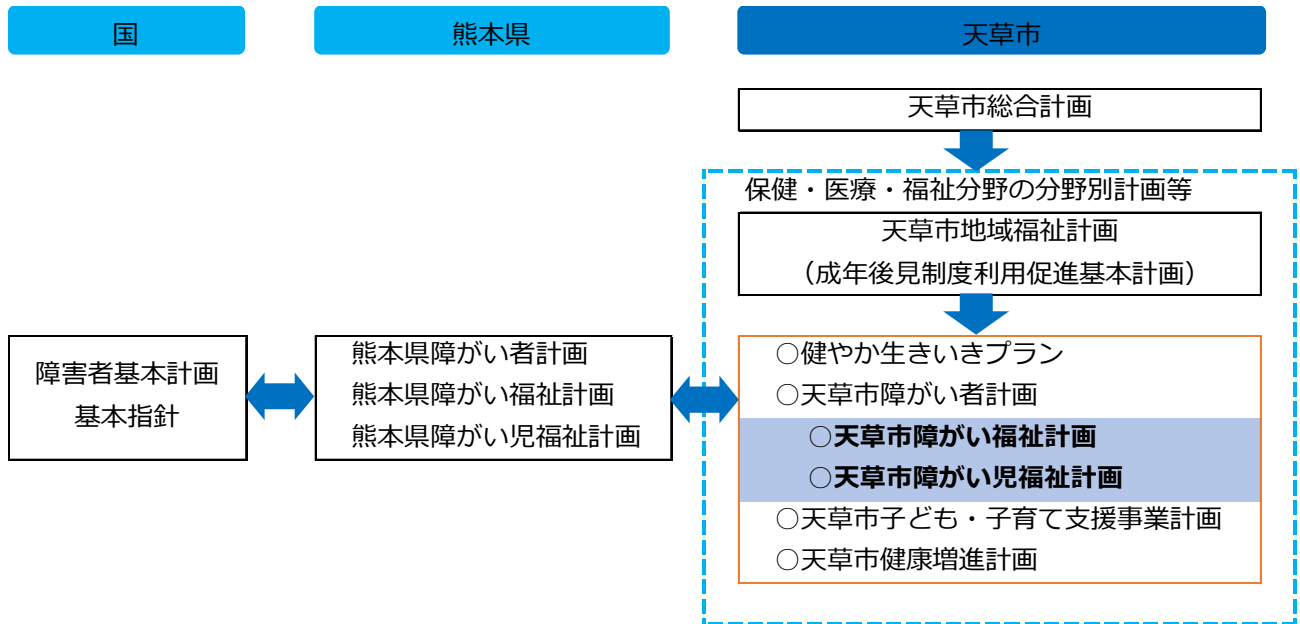 国
熊本県
天草市
天草市総合計画
保健・医療・福祉分野の分野別計画等
天草市地域福祉計画
（成年後見制度利用促進基本計画）
障害者基本計画
基本指針
熊本県障がい者計画
熊本県障がい福祉計画
熊本県障がい児福祉計画
○健やか生きいきプラン
○天草市障がい者計画
○天草市障がい福祉計画
○天草市障がい児福祉計画
○天草市子ども・子育て支援事業計画
○天草市健康増進計画